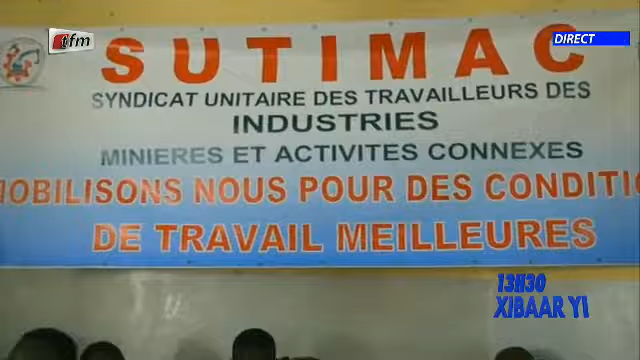 tfm
DIRECT
SUTIMAC
SYNDICAT UNITAIRE DES TRAVAILLEURS DES
INDUSTRIES
MINIERES ET ACTIVITES CONNEXES
MOBILISONS NOUS POUR DES CONDITIO
DE TRAVAIL MEILLEURES
13H30
XIBAAR YI